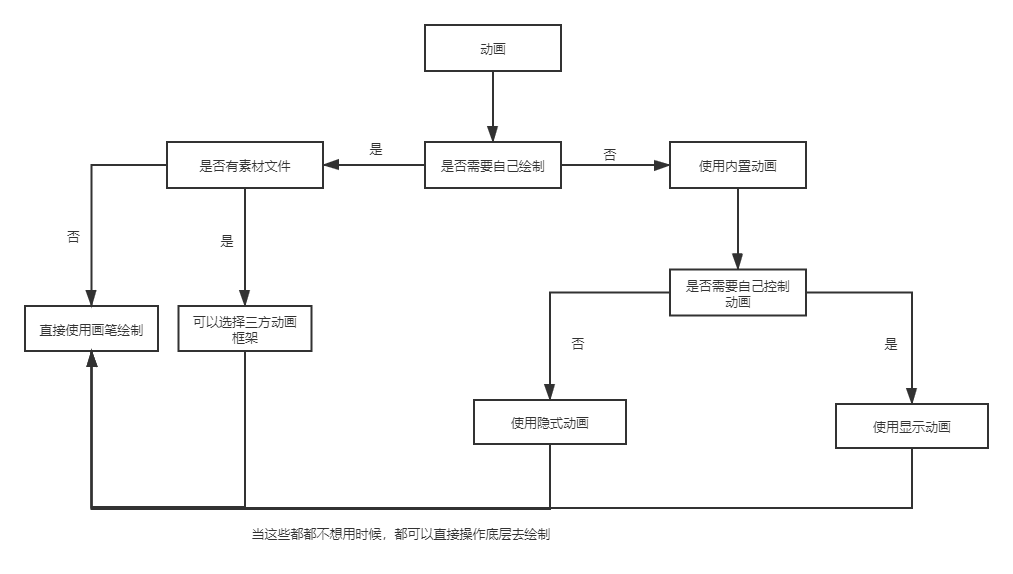 动画
是
是否有素材文件
是否需要自己绘制
否
使用内置动画
否
是
是否需要自己控制
动画
直接使用画笔绘制
可以选择三方动画
框架
否
是
使用隐式动画
使用显示动画
当这些都都不想用时候，都可以直接操作底层去绘制